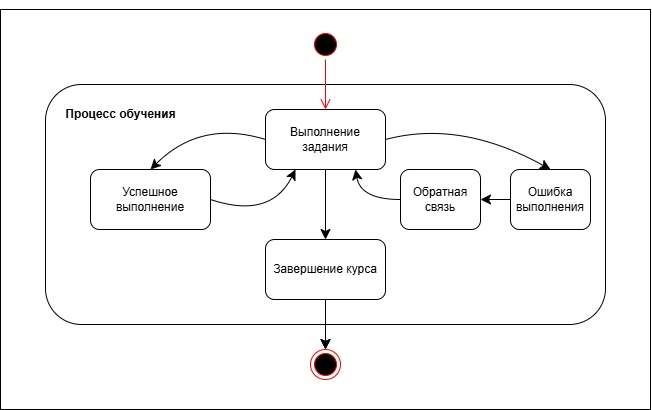 Процесс обучения
Выполнение
задания
Успешное
выполнение
Обратная
связь
Ошибка
выполнения
Завершение курса